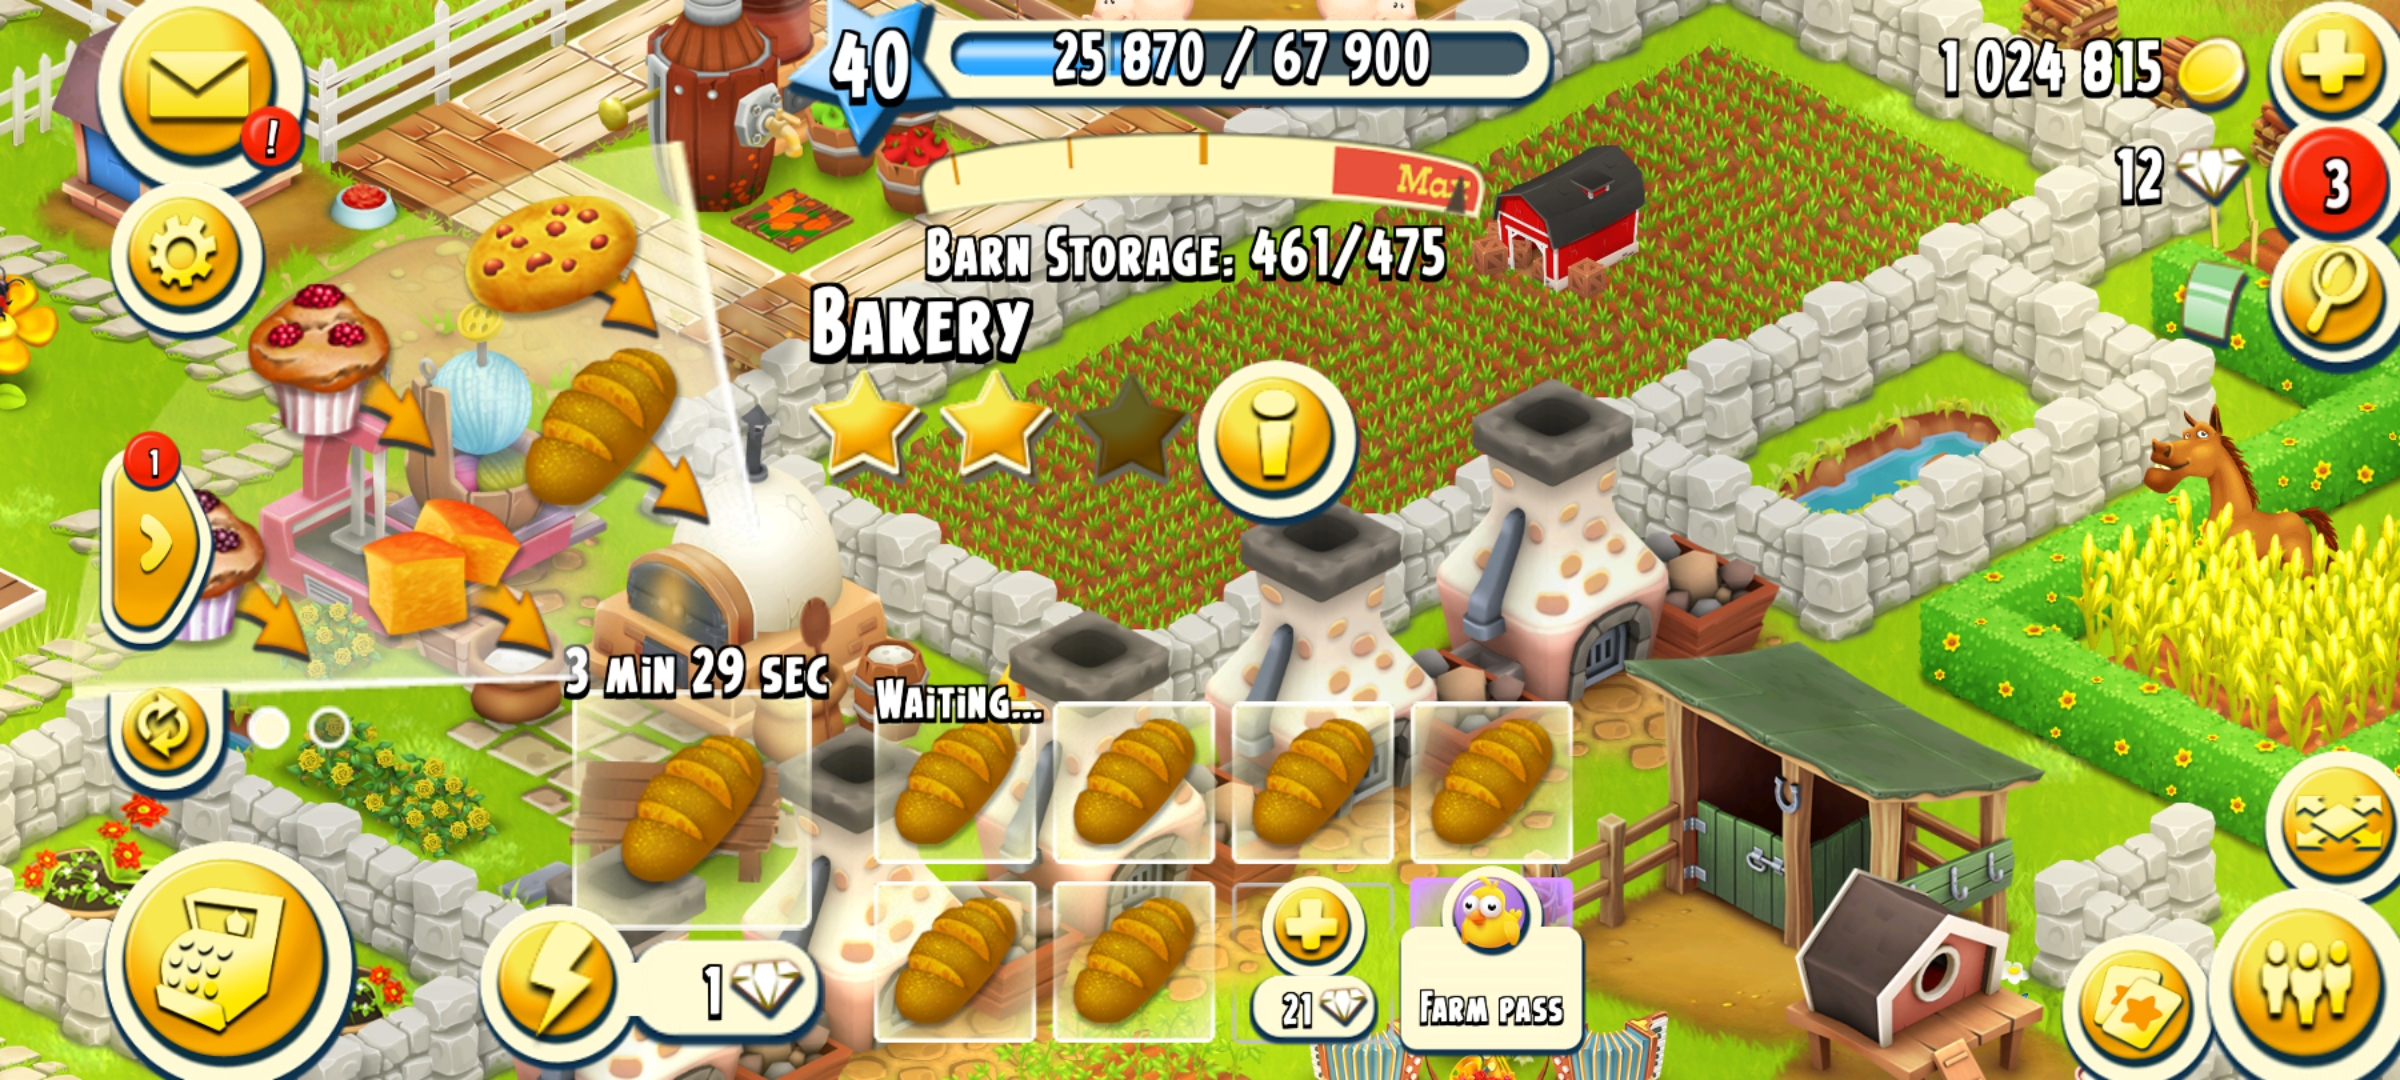 40
25 870 / 67 900
1 024 815
!
Max
12
3
Barn Storage: 461/475
Bakery
1
3 min 29 sec
Waiting...
1
21
Farm pass